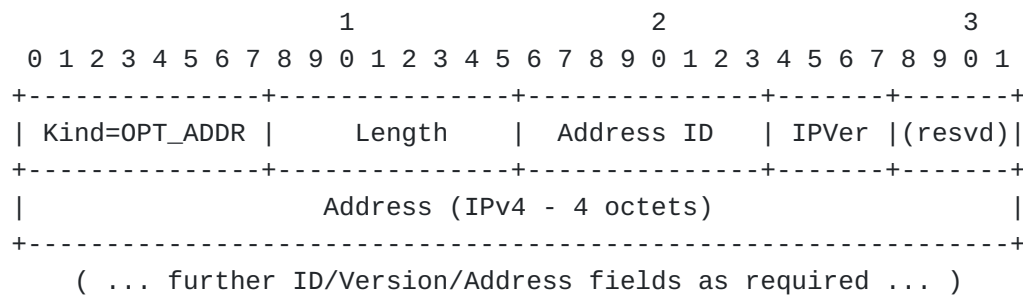 1                   2                   3
 0 1 2 3 4 5 6 7 8 9 0 1 2 3 4 5 6 7 8 9 0 1 2 3 4 5 6 7 8 9 0 1
+---------------+---------------+---------------+-------+-------+
| Kind=OPT_ADDR |     Length    |  Address ID   | IPVer |(resvd)|
+---------------+---------------+---------------+-------+-------+
|                   Address (IPv4 - 4 octets)                   |
+---------------------------------------------------------------+
    ( ... further ID/Version/Address fields as required ... )